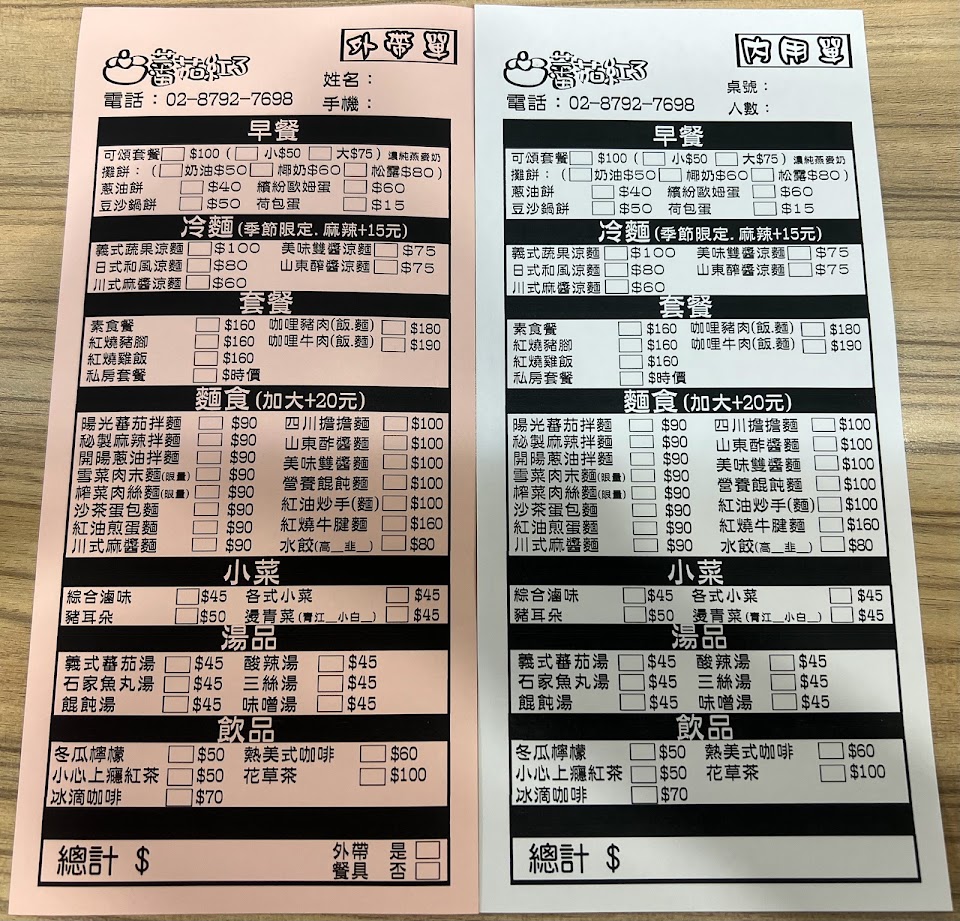 外帶單
蕃茄紅了
姓名：
電話：02-8792-7698 手機：
早餐
可頌套餐 $100 ( 小$50 大$75) 濃純燕麥奶
攤餅：( 奶油$50 椰奶$60 松露$80)
蔥油餅 $40 繽紛歐姆蛋 $60
豆沙鍋餅 $50 荷包蛋 $15
冷麵(季節限定.麻辣+15元)
義式蔬果涼麵 $100 美味雙醬涼麵 $75
日式和風涼麵 $80 山東醡醬涼麵 $75
川式麻醬涼麵 $60
套餐
素食餐 $160 咖哩豬肉(飯.麵) $180
紅燒豬腳 $160 咖哩牛肉(飯.麵) $190
紅燒雞飯 $160
私房套餐 $時價
麵食(加大+20元)
陽光蕃茄拌麵 $90 四川擔擔麵 $100
秘製麻辣拌麵 $90 山東酢醬麵 $100
開陽蔥油拌麵 $90 美味雙醬麵 $100
雪菜肉末麵(限量) $90 營養餛飩麵 $100
榨菜肉絲麵(限量) $90 紅油炒手(麵) $100
沙茶蛋包麵 $90 紅燒牛腱麵 $160
紅油煎蛋麵 $90 水餃(高__韭__) $80
川式麻醬麵 $90
小菜
綜合滷味 $45 各式小菜 $45
豬耳朵 $50 燙青菜(青江__小白__) $45
湯品
義式蕃茄湯 $45 酸辣湯 $45
石家魚丸湯 $45 三絲湯 $45
餛飩湯 $45 味噌湯 $45
飲品
冬瓜檸檬 $50 熱美式咖啡 $60
小心上癮紅茶 $50 花草茶 $100
冰滴咖啡 $70
總計 $ 外帶 是
餐具 否
內用單
蕃茄紅了
桌號：
電話：02-8792-7698 人數：
早餐
可頌套餐 $100 ( 小$50 大$75) 濃純燕麥奶
攤餅：( 奶油$50 椰奶$60 松露$80)
蔥油餅 $40 繽紛歐姆蛋 $60
豆沙鍋餅 $50 荷包蛋 $15
冷麵(季節限定.麻辣+15元)
義式蔬果涼麵 $100 美味雙醬涼麵 $75
日式和風涼麵 $80 山東醡醬涼麵 $75
川式麻醬涼麵 $60
套餐
素食餐 $160 咖哩豬肉(飯.麵) $180
紅燒豬腳 $160 咖哩牛肉(飯.麵) $190
紅燒雞飯 $160
私房套餐 $時價
麵食(加大+20元)
陽光蕃茄拌麵 $90 四川擔擔麵 $100
秘製麻辣拌麵 $90 山東酢醬麵 $100
開陽蔥油拌麵 $90 美味雙醬麵 $100
雪菜肉末麵(限量) $90 營養餛飩麵 $100
榨菜肉絲麵(限量) $90 紅油炒手(麵) $100
沙茶蛋包麵 $90 紅燒牛腱麵 $160
紅油煎蛋麵 $90 水餃(高__韭__) $80
川式麻醬麵 $90
小菜
綜合滷味 $45 各式小菜 $45
豬耳朵 $50 燙青菜(青江__小白__) $45
湯品
義式蕃茄湯 $45 酸辣湯 $45
石家魚丸湯 $45 三絲湯 $45
餛飩湯 $45 味噌湯 $45
飲品
冬瓜檸檬 $50 熱美式咖啡 $60
小心上癮紅茶 $50 花草茶 $100
冰滴咖啡 $70
總計 $